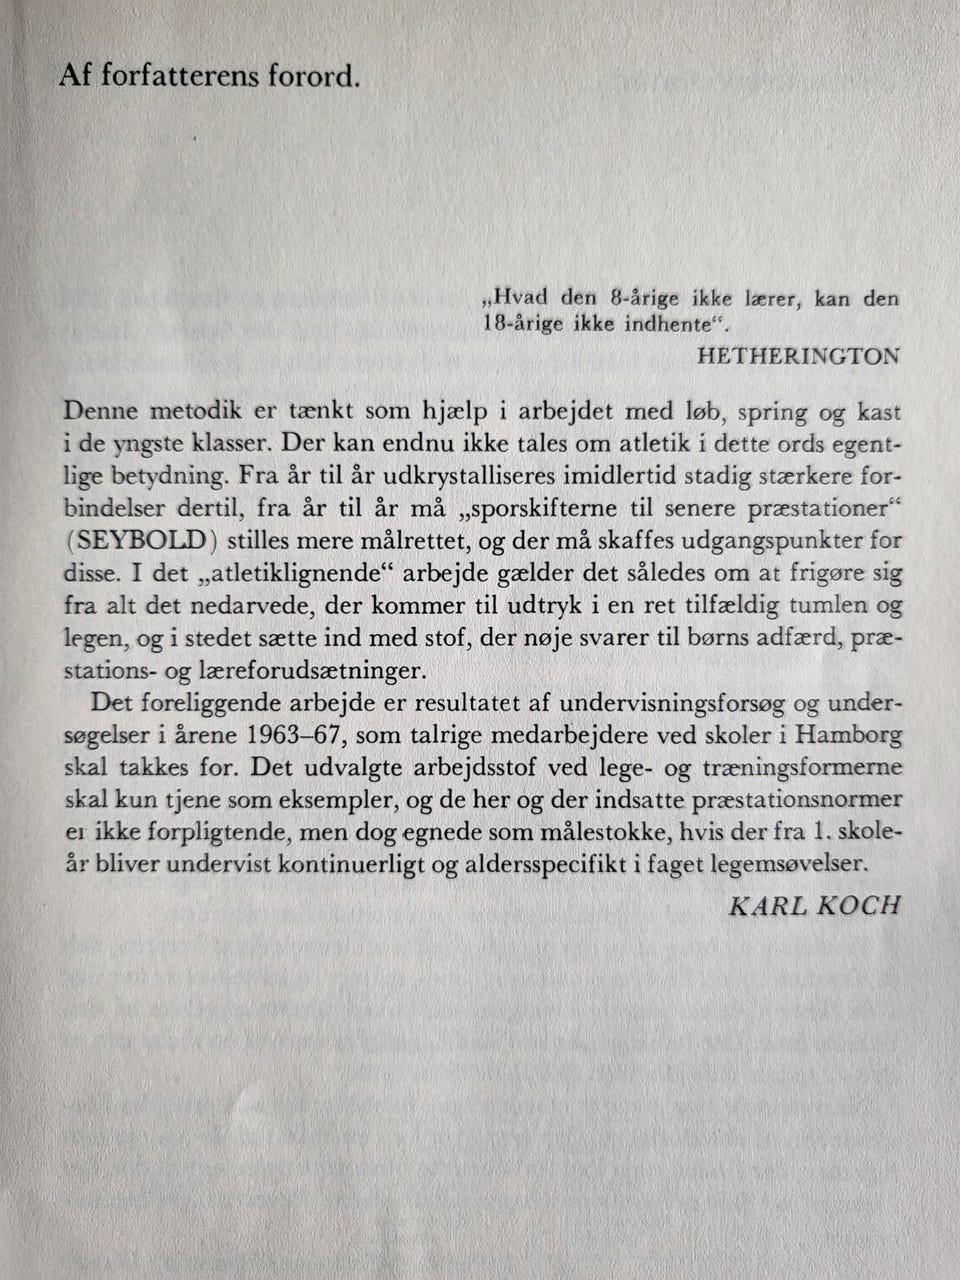 Af forfatterens forord.
„Hvad den 8-årige ikke lærer, kan den
18-årige ikke indhente“.
HETHERINGTON
Denne metodik er tænkt som hjælp i arbejdet med løb, spring og kast
i de yngste klasser. Der kan endnu ikke tales om atletik i dette ords egent-
lige betydning. Fra år til år udkrystalliseres imidlertid stadig stærkere for-
bindelser dertil, fra år til år må „sporskifterne til senere præstationer“
(SEYBOLD) stilles mere målrettet, og der må skaffes udgangspunkter for
disse. I det „atletiklignende“ arbejde gælder det således om at frigøre sig
fra alt det nedarvede, der kommer til udtryk i en ret tilfældig tumlen og
legen, og i stedet sætte ind med stof, der nøje svarer til børns adfærd, præ-
stations- og læreforudsætninger.
Det foreliggende arbejde er resultatet af undervisningsforsøg og under-
søgelser i årene 1963–67, som talrige medarbejdere ved skoler i Hamborg
skal takkes for. Det udvalgte arbejdsstof ved lege- og træningsformerne
skal kun tjene som eksempler, og de her og der indsatte præstationsnormer
er ikke forpligtende, men dog egnede som målestokke, hvis der fra 1. skole-
år bliver undervist kontinuerligt og aldersspecifikt i faget legemsøvelser.
KARL KOCH